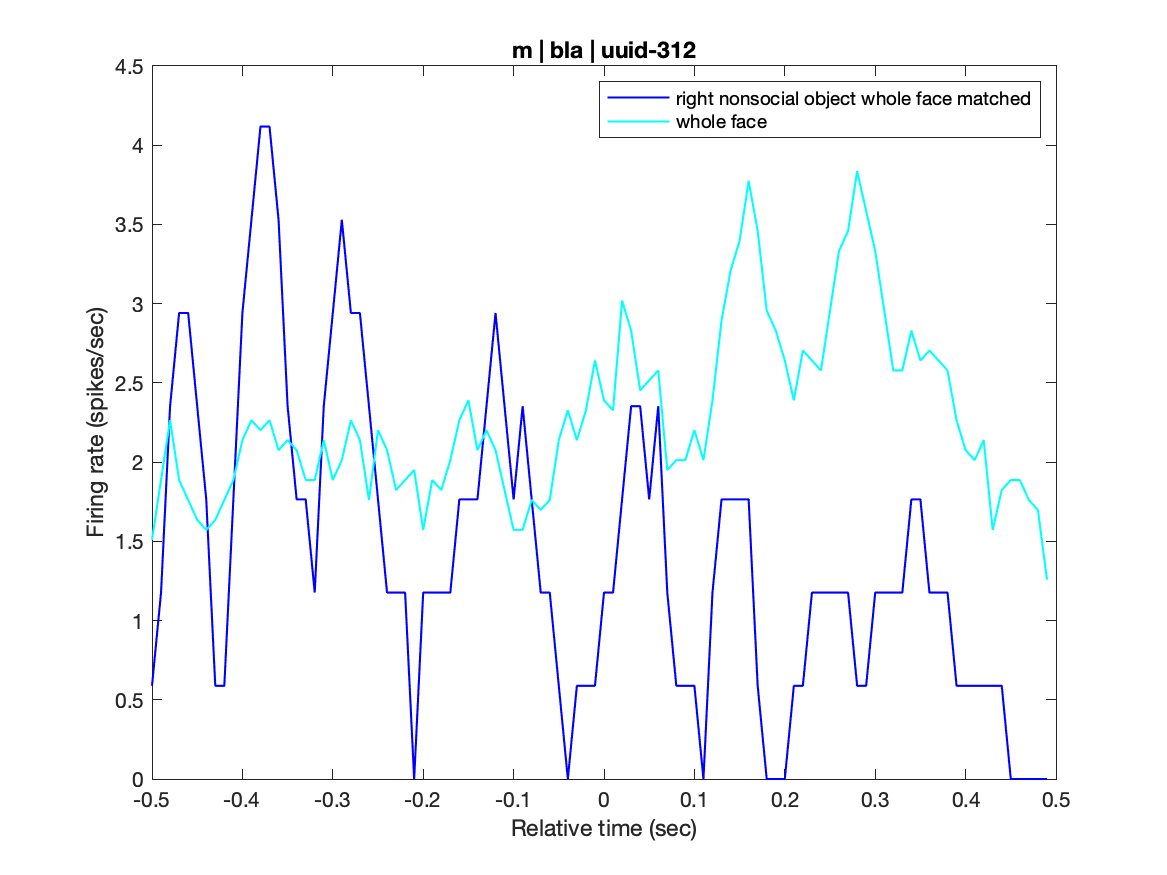 m | bla | uuid-312
4.5
4
3.5
3
2.5
2
1.5
1
0.5
0
Firing rate (spikes/sec)
right nonsocial object whole face matched
whole face
-0.5 -0.4 -0.3 -0.2 -0.1 0 0.1 0.2 0.3 0.4 0.5
Relative time (sec)